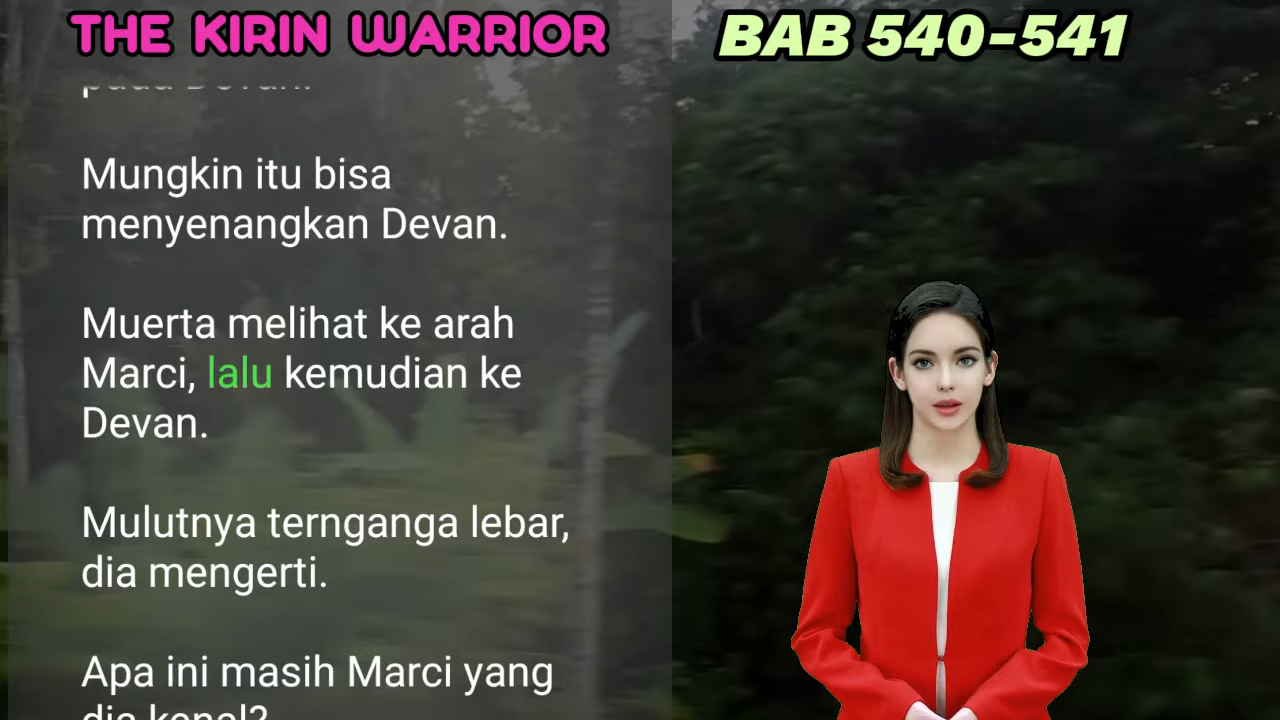 THE KIRIN WARRIOR
BAB 540-541
Mungkin itu bisa
menyenangkan Devan.
Muerta melihat ke arah
Marci, lalu kemudian ke
Devan.
Mulutnya ternganga lebar,
dia mengerti.
Apa ini masih Marci yang